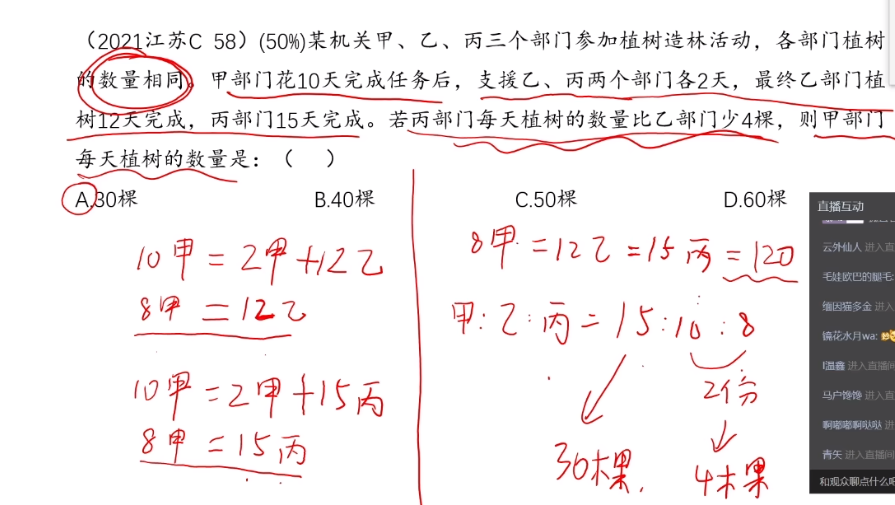 （2021江苏C 58）(50%)某机关甲、乙、丙三个部门参加植树造林活动，各部门植树
的数量相同。甲部门花10天完成任务后，支援乙、丙两个部门各2天，最终乙部门植
树12天完成，丙部门15天完成。若丙部门每天植树的数量比乙部门少4棵，则甲部门
每天植树的数量是：（ ）
A.30棵 B.40棵 C.50棵 D.60棵
10甲=2甲+12乙
8甲=12乙
10甲=2甲+15丙
8甲=15丙
8甲=12乙=15丙=120
甲:乙:丙=15:10:8
2份
30棵. 4棵
直播互动
云外仙人 进入直
毛娃欧巴的腿毛:
缅因猫多金 进入
镜花水月wa:
I温鑫 进入直播间
马户馋馋 进入直
啊嘟嘟啊哒哒 进
青矢 进入直播间
和观众聊点什么吧